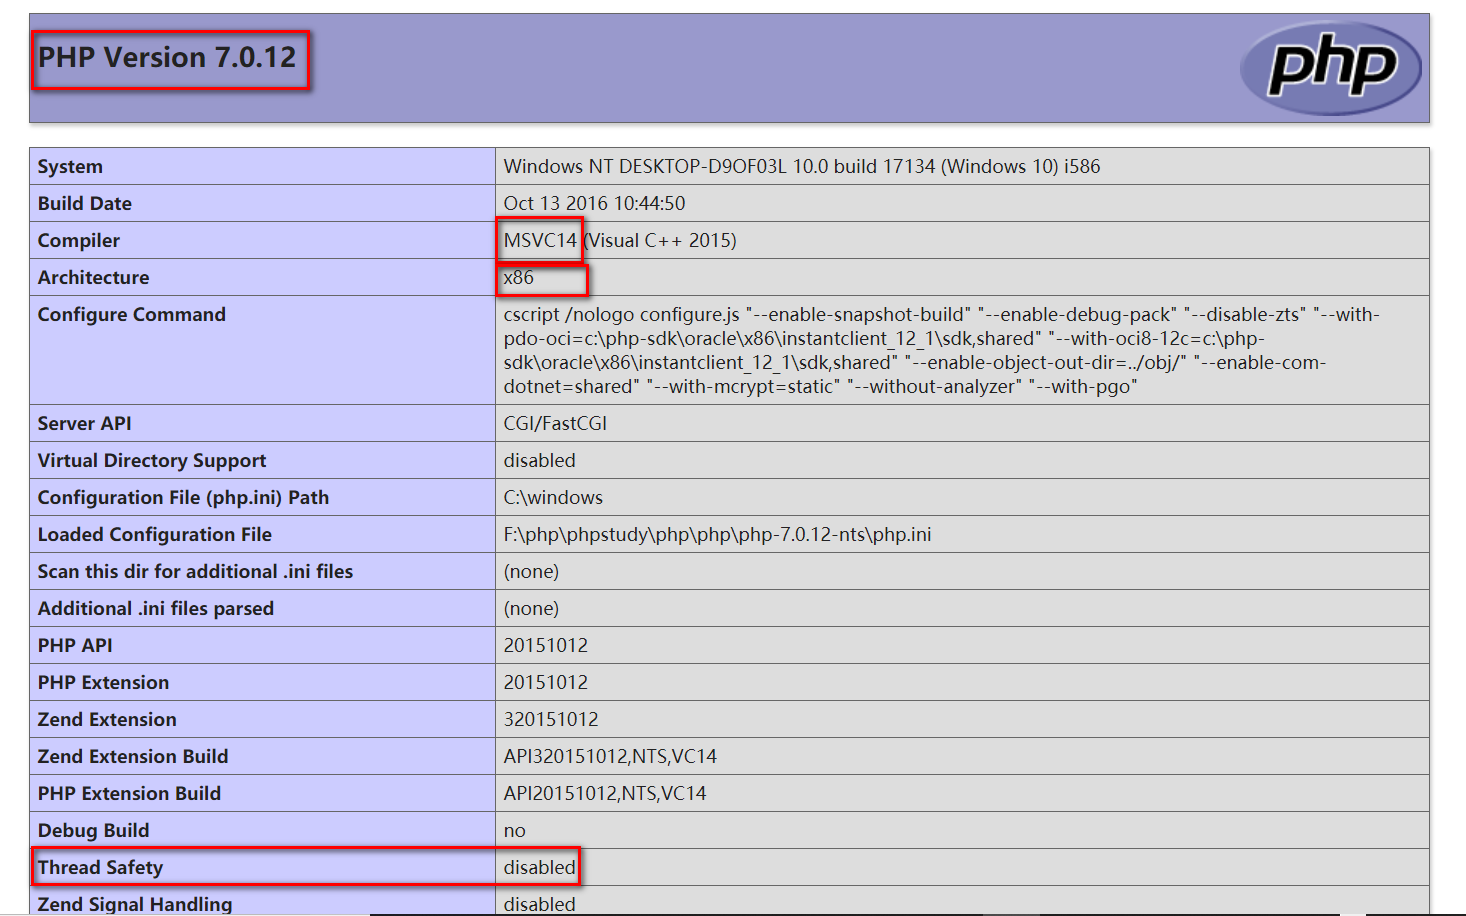 PHP Version 7.0.12
php
System Windows NT DESKTOP-D9OF03L 10.0 build 17134 (Windows 10) i586
Build Date Oct 13 2016 10:44:50
Compiler MSVC14 (Visual C++ 2015)
Architecture x86
Configure Command cscript /nologo configure.js "--enable-snapshot-build" "--enable-debug-pack" "--disable-zts" "--with-
pdo-oci=c:\php-sdk\oracle\x86\instantclient_12_1\sdk,shared" "--with-oci8-12c=c:\php-
sdk\oracle\x86\instantclient_12_1\sdk,shared" "--enable-object-out-dir=../obj/" "--enable-com-
dotnet=shared" "--with-mcrypt=static" "--without-analyzer" "--with-pgo"
Server API CGI/FastCGI
Virtual Directory Support disabled
Configuration File (php.ini) Path C:\windows
Loaded Configuration File F:\php\phpstudy\php\php\php-7.0.12-nts\php.ini
Scan this dir for additional .ini files (none)
Additional .ini files parsed (none)
PHP API 20151012
PHP Extension 20151012
Zend Extension 320151012
Zend Extension Build API320151012,NTS,VC14
PHP Extension Build API20151012,NTS,VC14
Debug Build no
Thread Safety disabled
Zend Signal Handling disabled